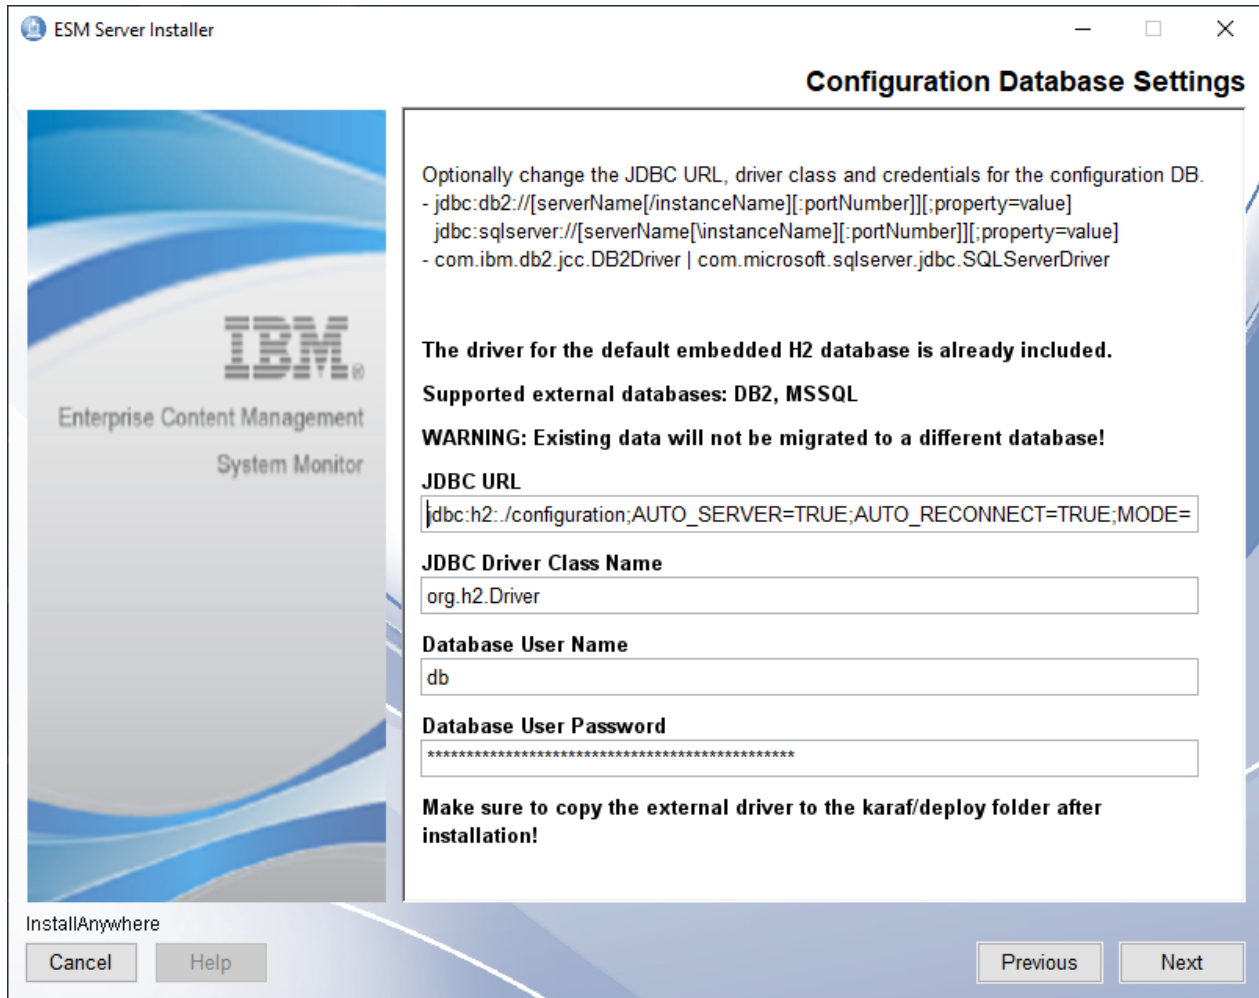 ESM Server Installer
Configuration Database Settings
IBM®
Enterprise Content Management
System Monitor
Optionally change the JDBC URL, driver class and credentials for the configuration DB.
- jdbc:db2://[serverName[/instanceName][:portNumber]][;property=value]
jdbc:sqlserver://[serverName[\instanceName][:portNumber]][;property=value]
- com.ibm.db2.jcc.DB2Driver | com.microsoft.sqlserver.jdbc.SQLServerDriver
The driver for the default embedded H2 database is already included.
Supported external databases: DB2, MSSQL
WARNING: Existing data will not be migrated to a different database!
JDBC URL
jdbc:h2:./configuration;AUTO_SERVER=TRUE;AUTO_RECONNECT=TRUE;MODE=
JDBC Driver Class Name
org.h2.Driver
Database User Name
db
Database User Password
***********************************************
Make sure to copy the external driver to the karaf/deploy folder after
installation!
InstallAnywhere
Cancel
Help
Previous
Next